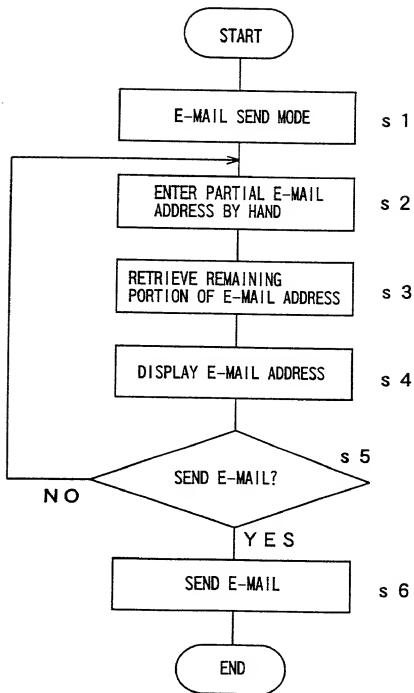 START
E-MAIL SEND MODE
s 1
ENTER PARTIAL E-MAIL
ADDRESS BY HAND
s 2
RETRIEVE REMAINING
PORTION OF E-MAIL ADDRESS
s 3
DISPLAY E-MAIL ADDRESS
s 4
s 5
SEND E-MAIL?
NO
YES
SEND E-MAIL
s 6
END